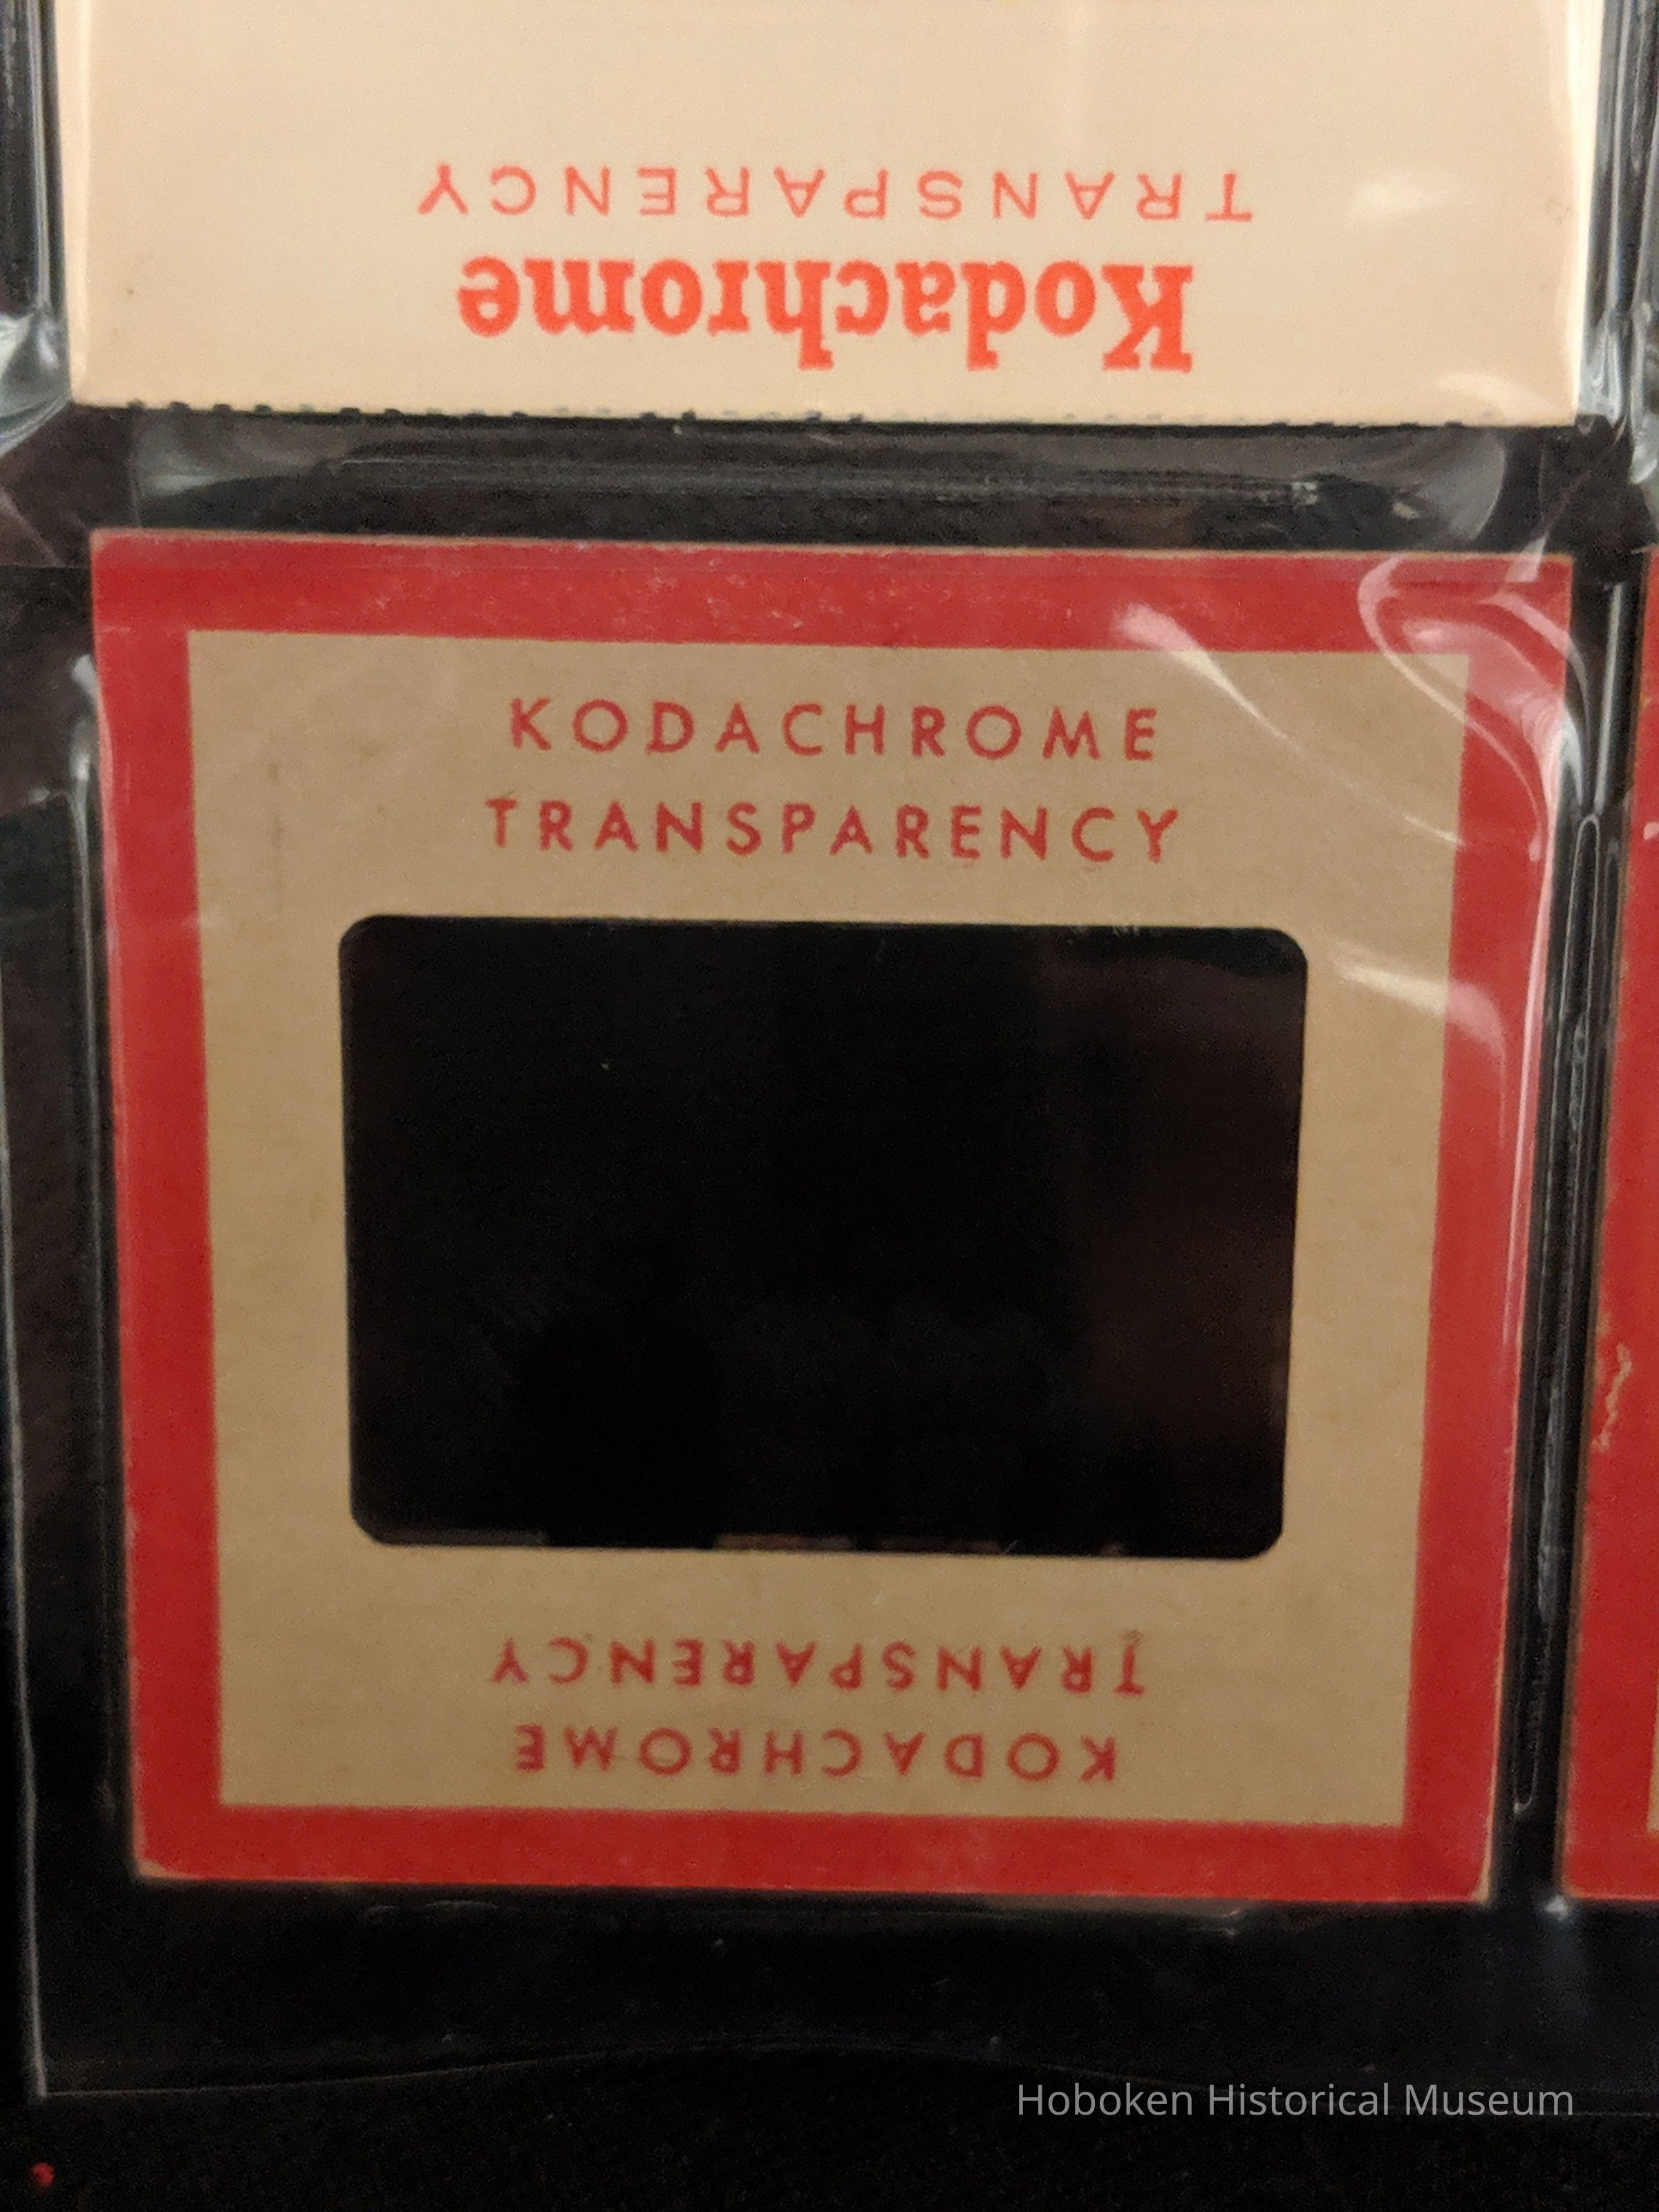 TRANSPARENCY
Kodachrome
KODACHROME
TRANSPARENCY
TRANSPARENCY
KODACHROME
Hoboken Historical Museum